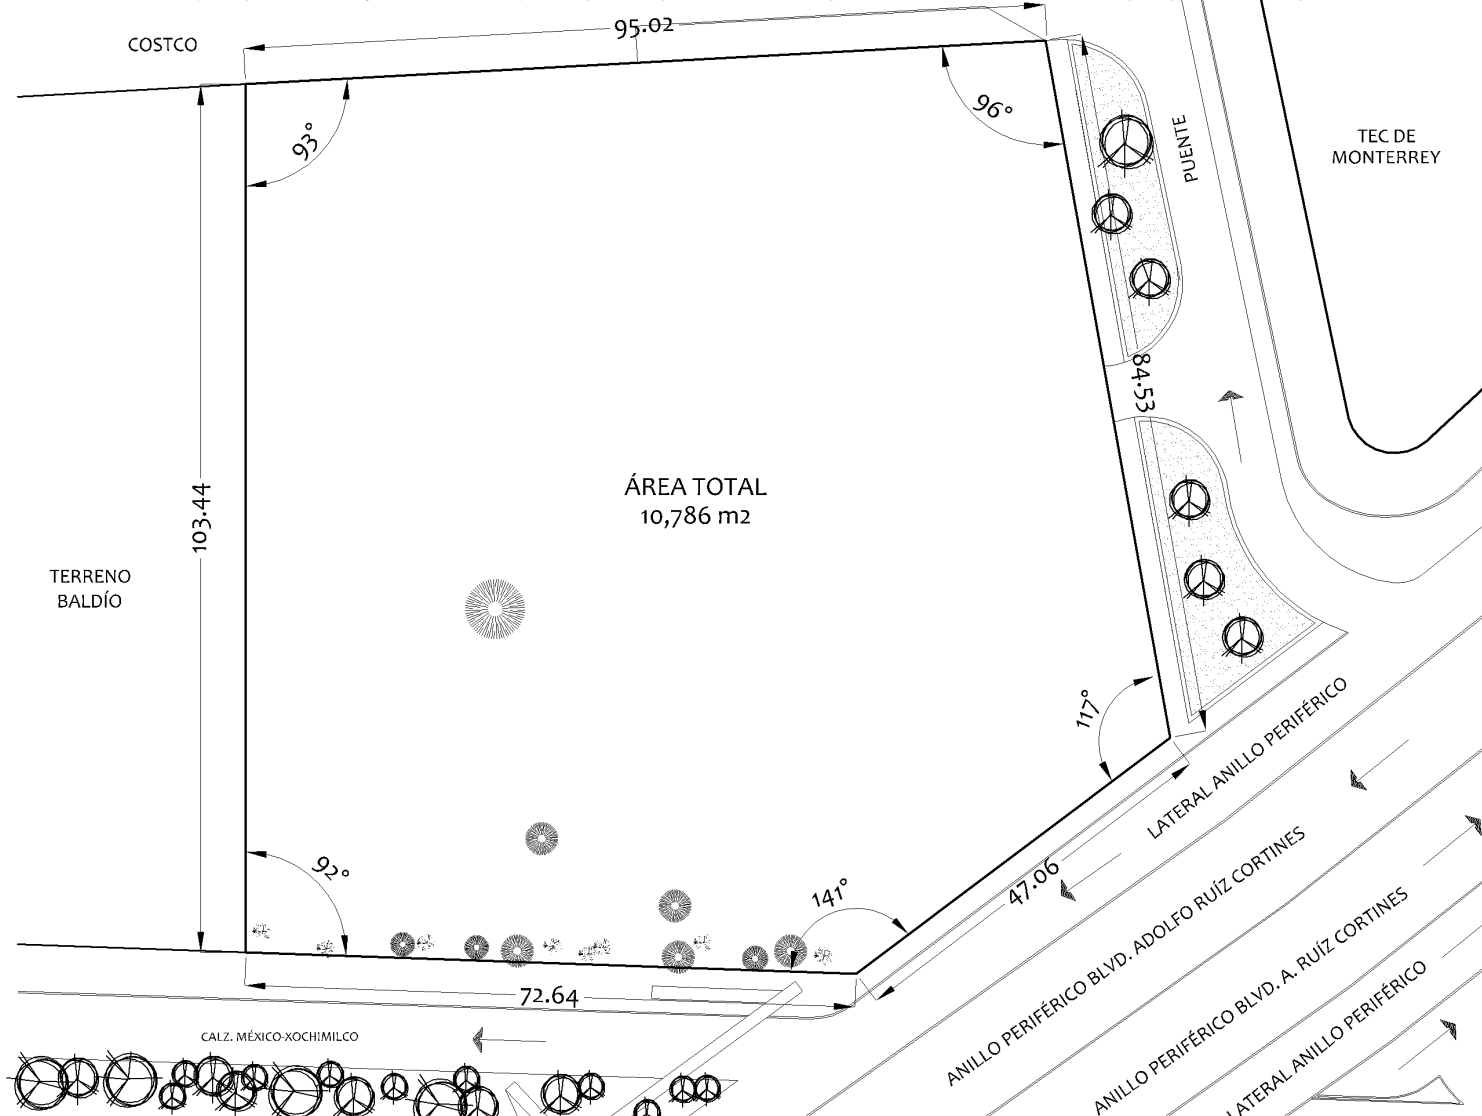 95.02
COSTCO
93°
96°
PUENTE
TEC DE
MONTERREY
84.53
103.44
ÁREA TOTAL
10,786 m2
TERRENO
BALDÍO
117°
LATERAL ANILLO PERIFÉRICO
92°
141°
47.06
ANILLO PERIFÉRICO BLVD. ADOLFO RUÍZ CORTINES
ANILLO PERIFÉRICO BLVD. A. RUÍZ CORTINES
LATERAL ANILLO PERIFÉRICO
72.64
CALZ. MÉXICO-XOCHIMILCO